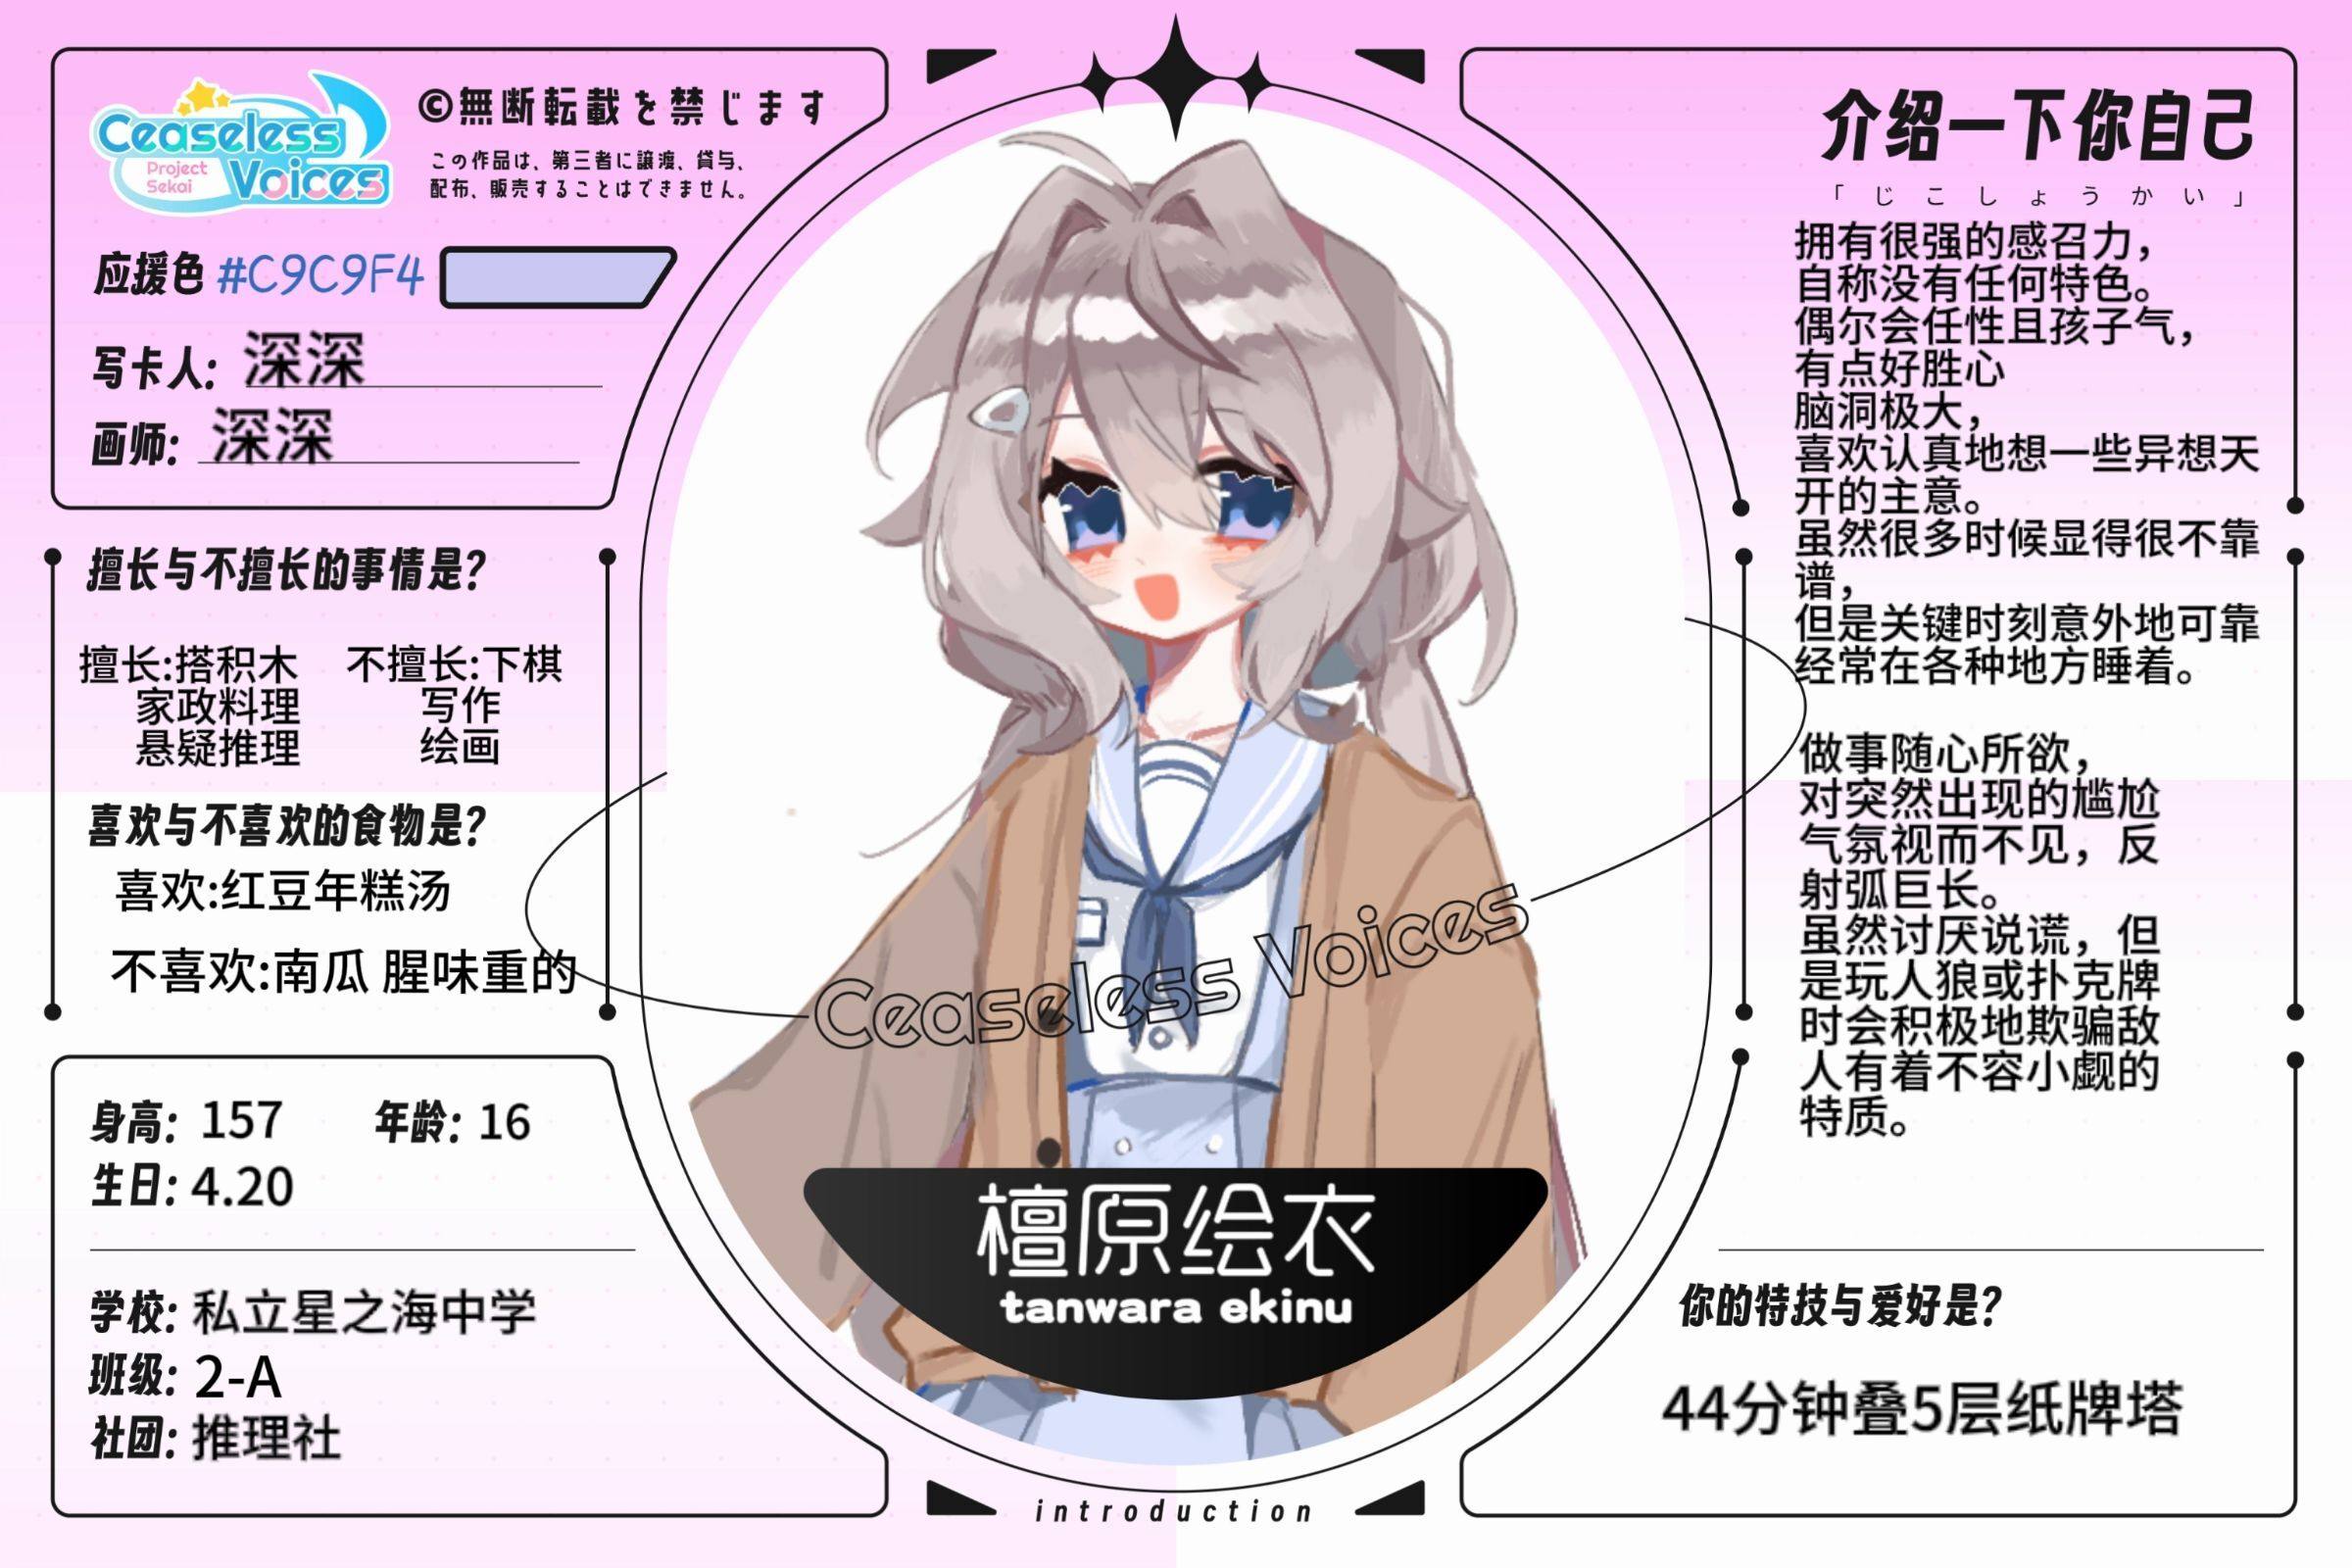 Ceaseless
Project
Sekai
Voices
©無断転載を禁じます
この作品は、第三者に譲渡、貸与、
配布、販売することはできません。
应援色 #C9C9F4
写卡人: 深深
画师: 深深
擅长与不擅长的事情是?
擅长:搭积木 不擅长:下棋
家政料理 写作
悬疑推理 绘画
喜欢与不喜欢的食物是?
喜欢:红豆年糕汤
不喜欢:南瓜 腥味重的
身高: 157 年龄: 16
生日: 4.20
学校: 私立星之海中学
班级: 2-A
社团: 推理社
Ceaseless Voices
檀原绘衣
tanwara ekinu
introduction
介绍一下你自己
「じこしょうかい」
拥有很强的感召力，
自称没有任何特色。
偶尔会任性且孩子气，
有点好胜心
脑洞极大，
喜欢认真地想一些异想天
开的主意。
虽然很多时候显得很不靠
谱，
但是关键时刻意外地可靠
经常在各种地方睡着。
做事随心所欲，
对突然出现的尴尬
气氛视而不见，反
射弧巨长。
虽然讨厌说谎，但
是玩人狼或扑克牌
时会积极地欺骗敌
人有着不容小觑的
特质。
你的特技与爱好是?
44分钟叠5层纸牌塔